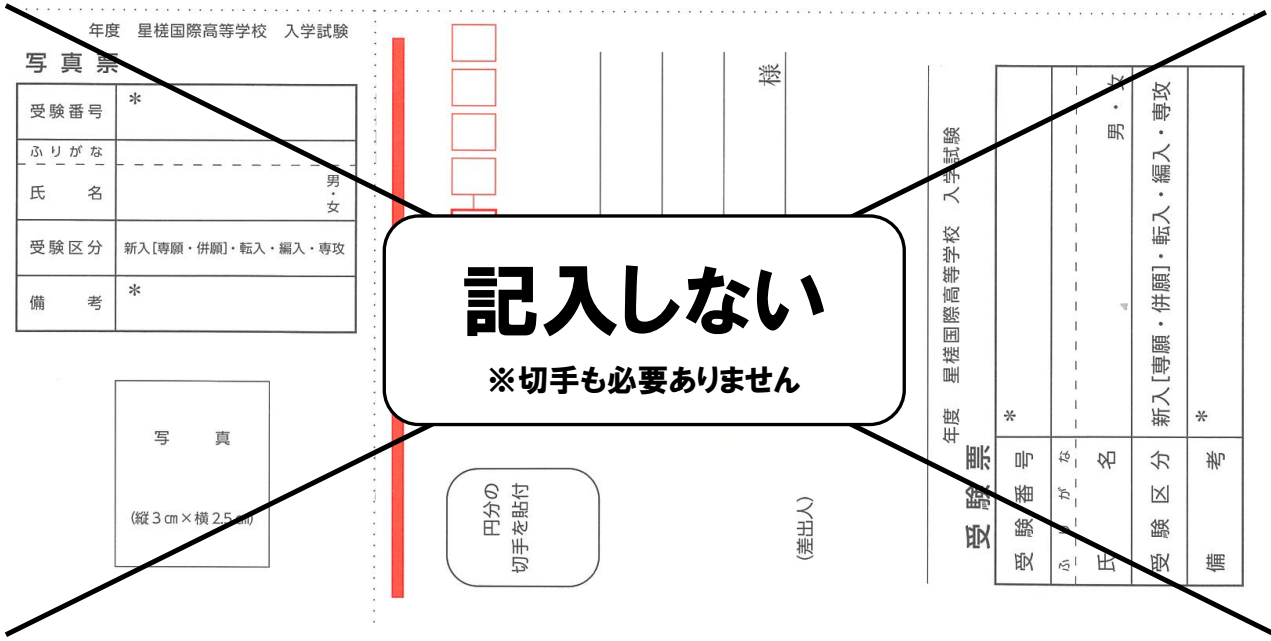 年度 星槎国際高等学校 入学試験
写真票
受験番号 *
ふりがな
氏名 男・女
受験区分 新入[専願・併願]・転入・編入・専攻
備考 *
写真
(縦3cm×横2.5cm)
様
記入しない
※切手も必要ありません
円分の
切手を貼付
(差出人)
年度 星槎国際高等学校 入学試験
受験票
受験番号 *
ふりがな
氏名 男・女
受験区分 新入[専願・併願]・転入・編入・専攻
備考 *